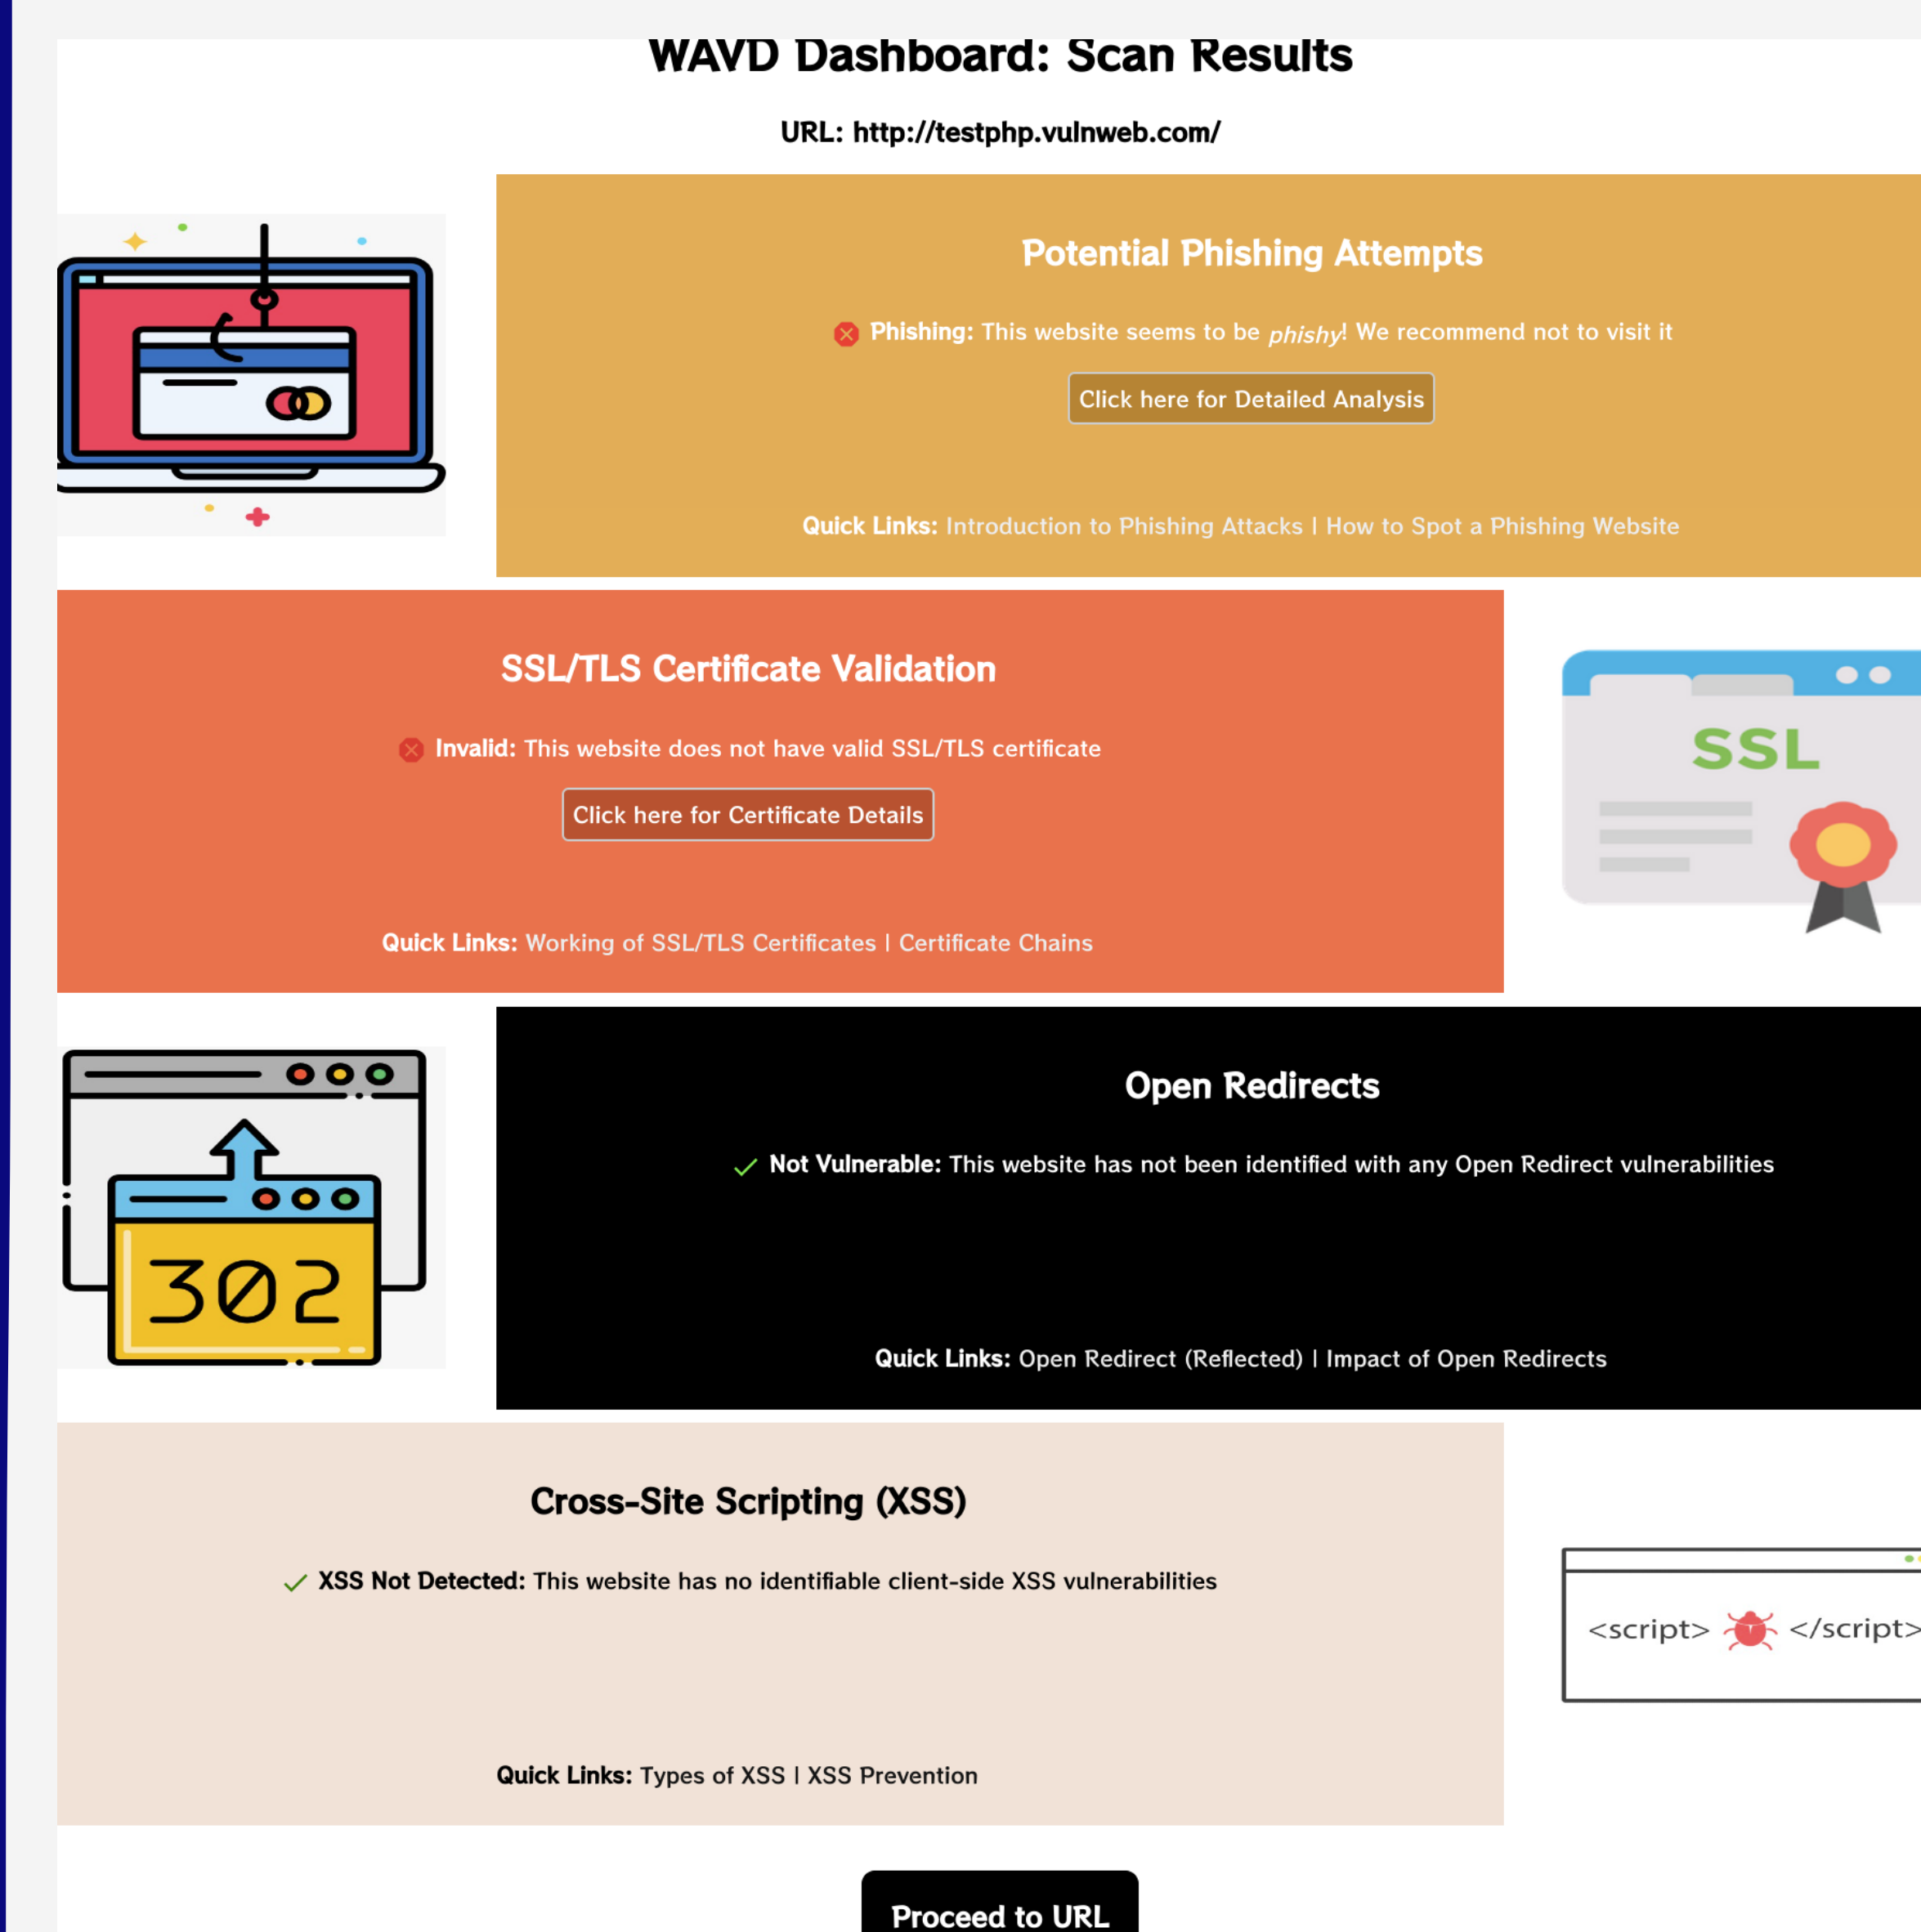 WAVD Dashboard: Scan Results
URL: http://testphp.vulnweb.com/
Potential Phishing Attempts
Phishing: This website seems to be phishy! We recommend not to visit it
Click here for Detailed Analysis
Quick Links: Introduction to Phishing Attacks | How to Spot a Phishing Website
SSL/TLS Certificate Validation
Invalid: This website does not have valid SSL/TLS certificate
Click here for Certificate Details
Quick Links: Working of SSL/TLS Certificates | Certificate Chains
SSL
Open Redirects
Not Vulnerable: This website has not been identified with any Open Redirect vulnerabilities
302
Quick Links: Open Redirect (Reflected) | Impact of Open Redirects
Cross-Site Scripting (XSS)
XSS Not Detected: This website has no identifiable client-side XSS vulnerabilities
<script> </script>
Quick Links: Types of XSS | XSS Prevention
Proceed to URL